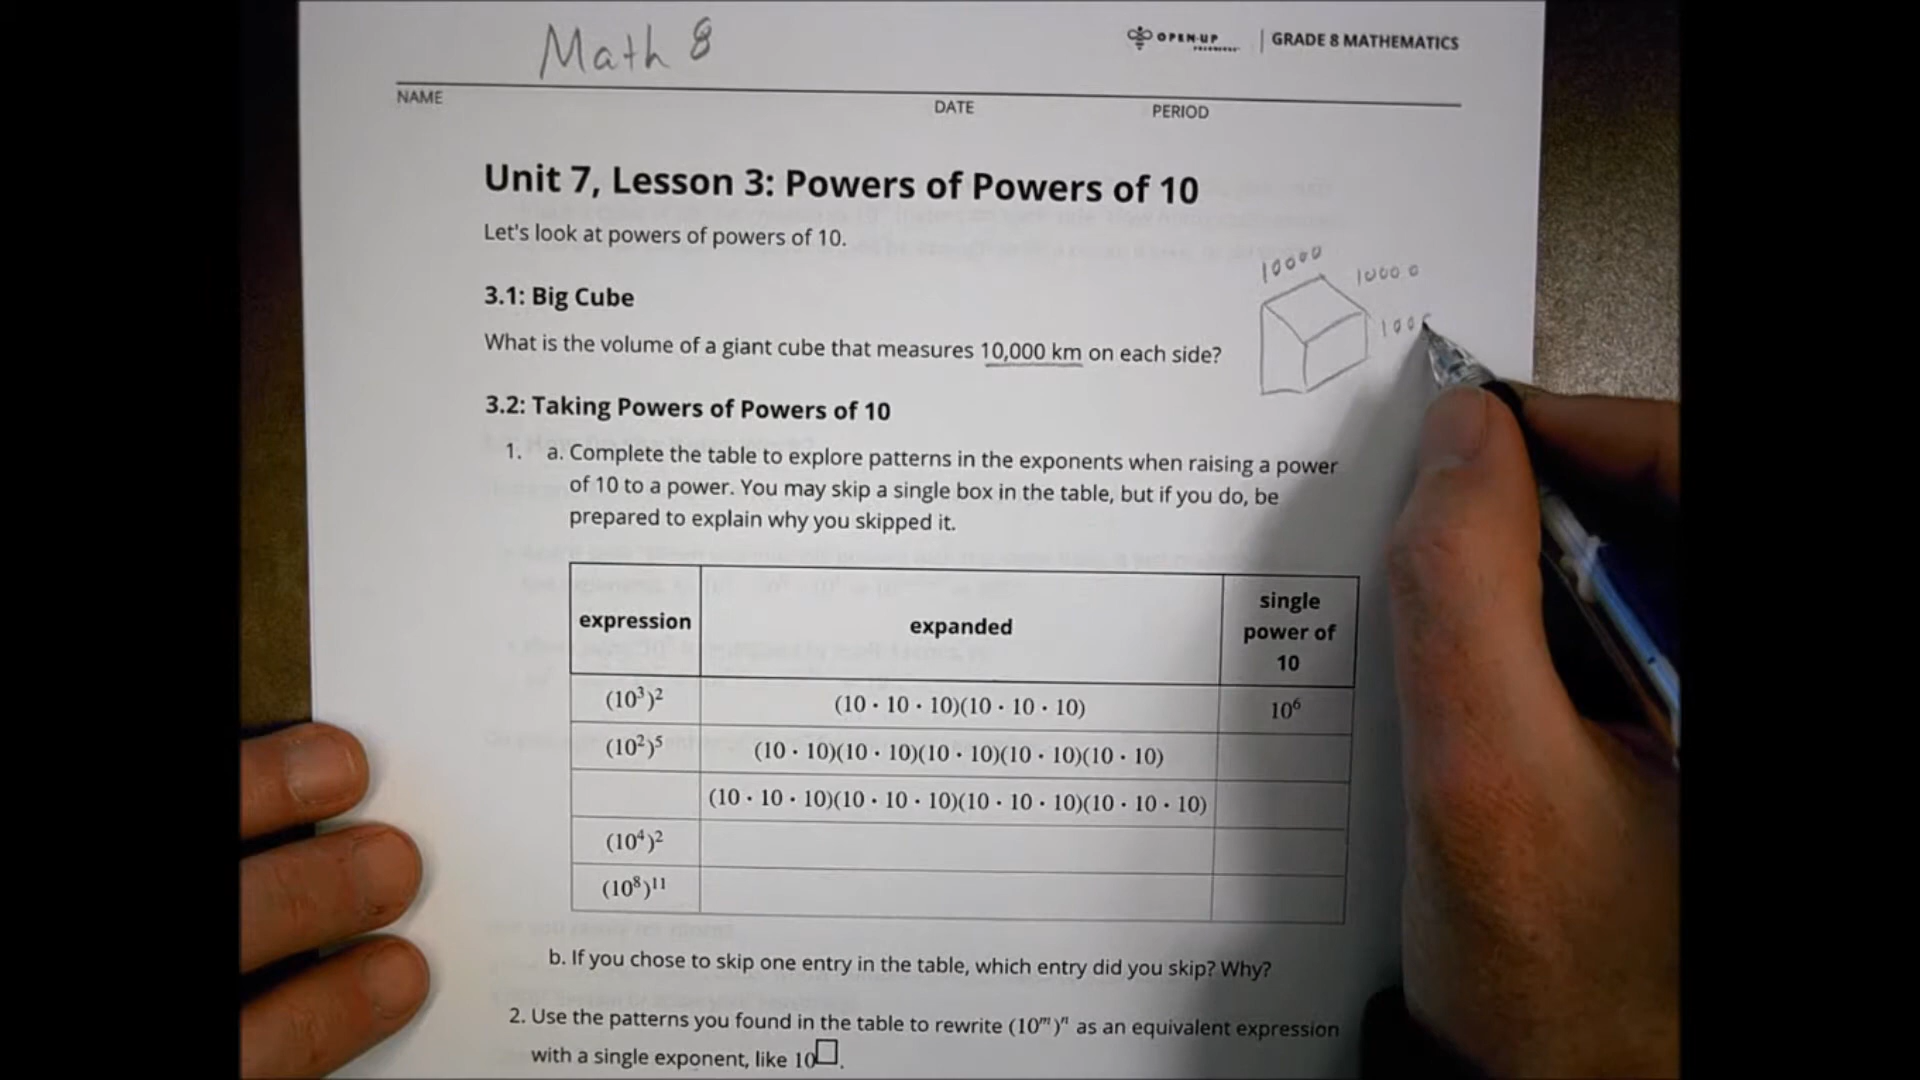 Math 8
OPEN-UP
GRADE 8 MATHEMATICS
NAME DATE PERIOD
Unit 7, Lesson 3: Powers of Powers of 10
Let's look at powers of powers of 10.
10000
10000
3.1: Big Cube
What is the volume of a giant cube that measures 10,000 km on each side?
100
3.2: Taking Powers of Powers of 10
1. a. Complete the table to explore patterns in the exponents when raising a power
of 10 to a power. You may skip a single box in the table, but if you do, be
prepared to explain why you skipped it.
expression expanded single power of 10
(10³)² (10 · 10 · 10)(10 · 10 · 10) 10⁶
(10²)⁵ (10 · 10)(10 · 10)(10 · 10)(10 · 10)(10 · 10)
(10 · 10 · 10)(10 · 10 · 10)(10 · 10 · 10)(10 · 10 · 10)
(10⁴)²
(10⁸)¹¹
b. If you chose to skip one entry in the table, which entry did you skip? Why?
2. Use the patterns you found in the table to rewrite (10ᵐ)ⁿ as an equivalent expression
with a single exponent, like 10□.